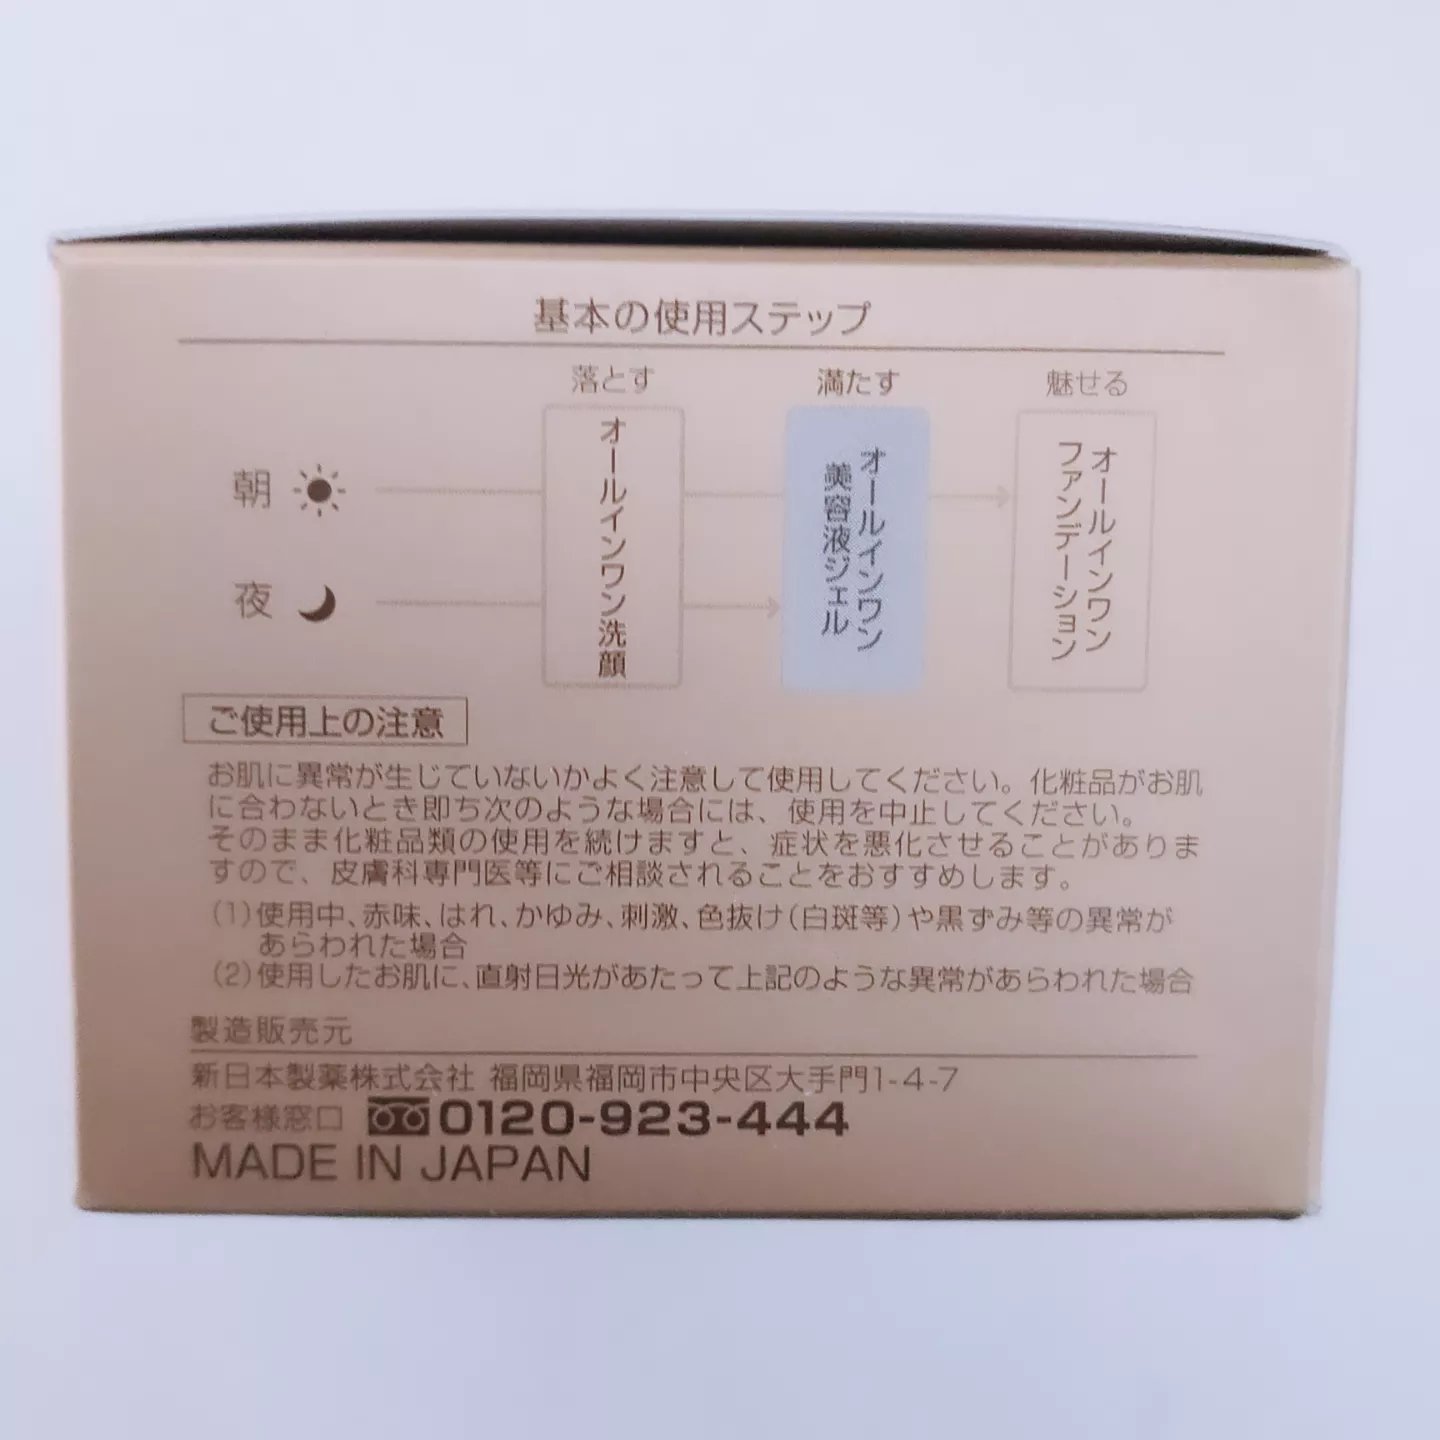 基本の使用ステップ
落とす 満たす 魅せる
朝
夜
オールインワン洗顔
オールインワン
美容液ジェル
オールインワン
ファンデーション
ご使用上の注意
お肌に異常が生じていないかよく注意して使用してください。化粧品がお肌
に合わないとき即ち次のような場合には、使用を中止してください。
そのまま化粧品類の使用を続けますと、症状を悪化させることがありま
すので、皮膚科専門医等にご相談されることをおすすめします。
(1)使用中、赤味、はれ、かゆみ、刺激、色抜け(白斑等)や黒ずみ等の異常が
あらわれた場合
(2)使用したお肌に、直射日光があたって上記のような異常があらわれた場合
製造販売元
新日本製薬株式会社 福岡県福岡市中央区大手門1-4-7
お客様窓口 0120-923-444
MADE IN JAPAN